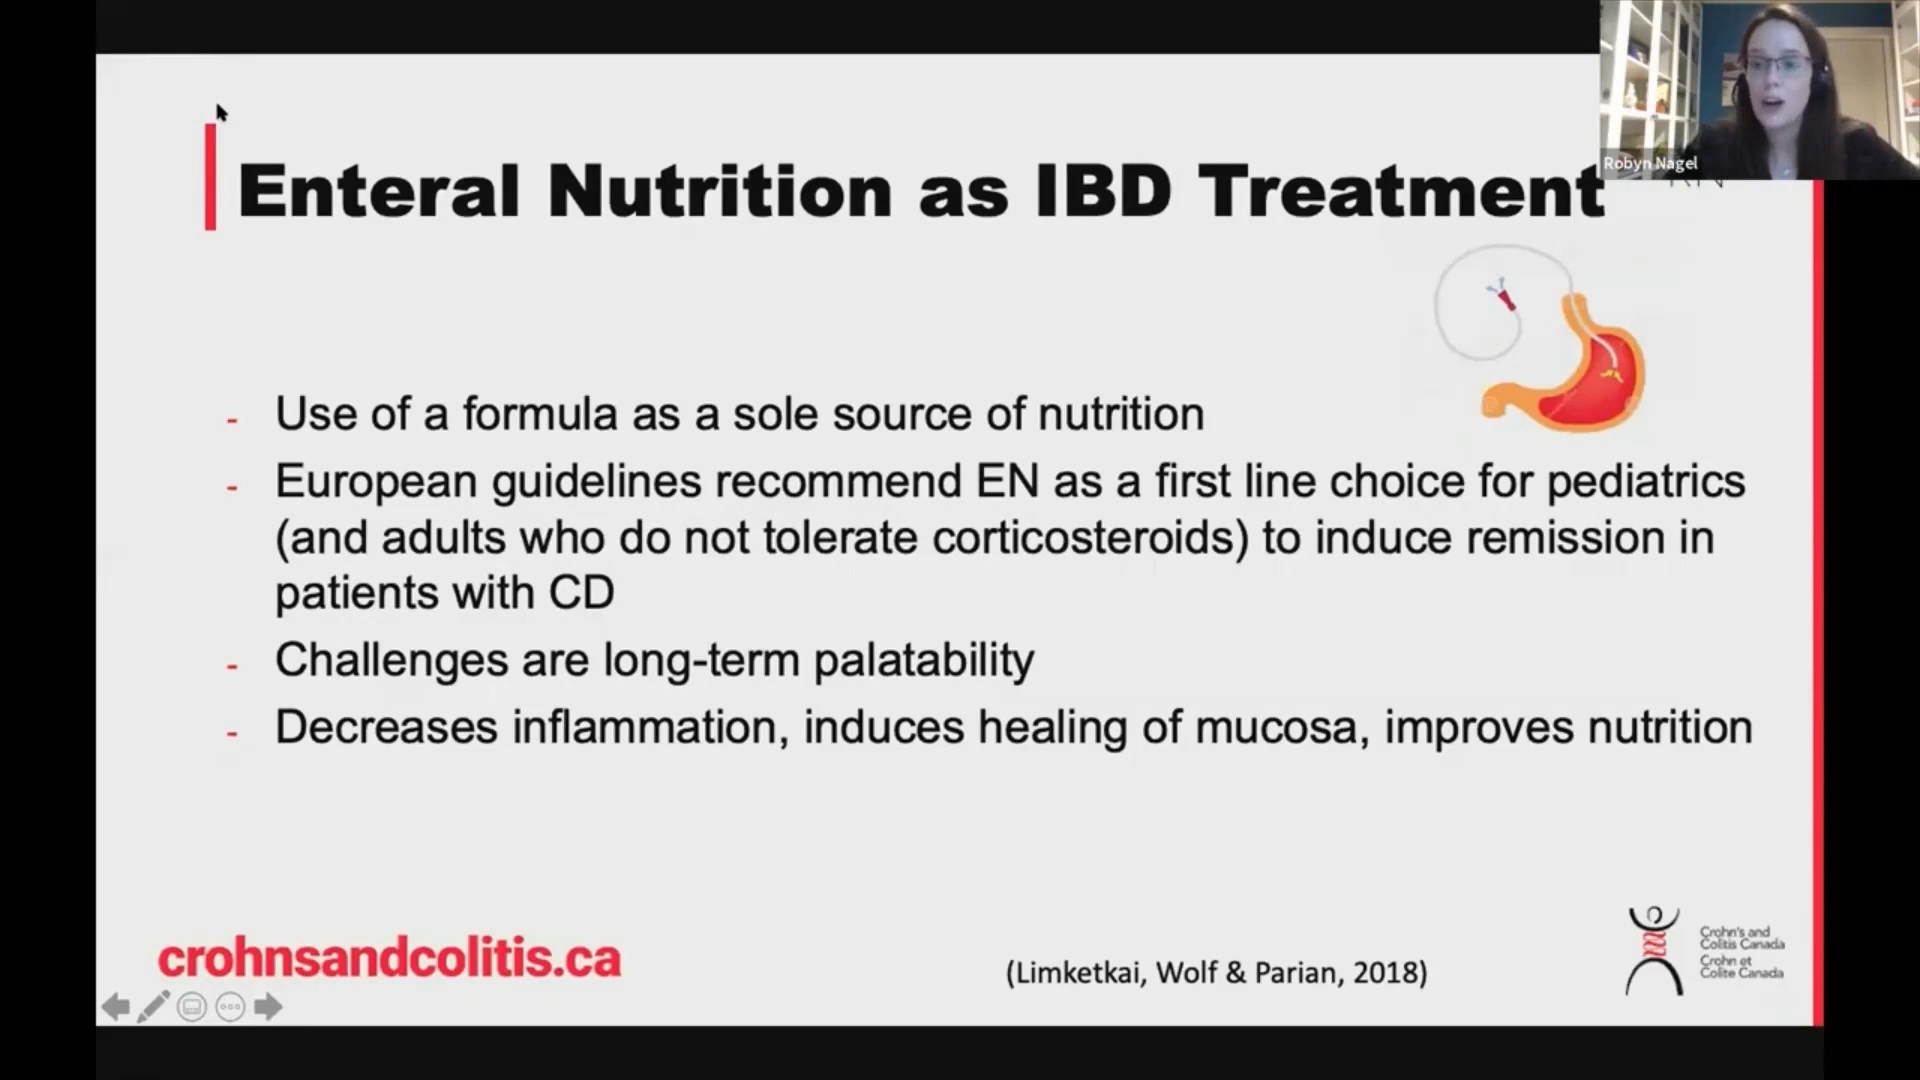 Robyn Nagel
RN
Enteral Nutrition as IBD Treatment
- Use of a formula as a sole source of nutrition
- European guidelines recommend EN as a first line choice for pediatrics
(and adults who do not tolerate corticosteroids) to induce remission in
patients with CD
- Challenges are long-term palatability
- Decreases inflammation, induces healing of mucosa, improves nutrition
crohnsandcolitis.ca
(Limketkai, Wolf & Parian, 2018)
Crohn's and
Colitis Canada
Crohn et
Colite Canada